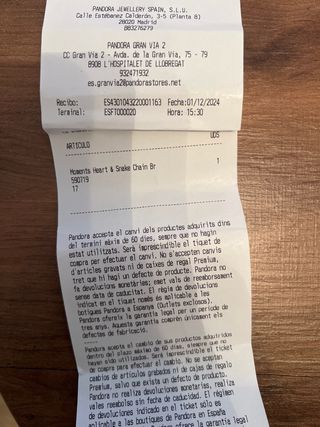 PANDORA JEWELLERY SPAIN, S.L.U.
Calle Estébanez Calderón, 3-5 (Planta 8)
28020 Madrid
B63276279
PANDORA GRAN VIA 2
CC Gran Vía 2 - Avda. de la Gran Vía, 75 - 79
8908 L'HOSPITALET DE LLOBREGAT
932471932
es.granvia2@pandorastores.net
Recibo: ES4301043220001163 Fecha:01/12/2024
Terminal: ESFT000020 Hora: 15:30
UDS
ARTICULO
Moments Heart & Snake Chain Br 1
590719
17
Pandora accepta el canvi dels productes adquirits dins
del termini màxim de 60 dies, sempre que no hagin
estat utilitzats. Serà imprescindible el tiquet de
compra per efectuar el canvi. No s'accepten canvis
d'articles gravats ni de caixes de regal Premium,
tret que hi hagi un defecte de producte. Pandora no
fa devolucions monetàries; emet vals de reemborsament
sense data de caducitat. El règim de devolucions
indicat en el tiquet només és aplicable a les
botigues Pandora a Espanya (Outlets exclosos).
Pandora ofereix la garantia legal per un període de
tres anys. Aquesta garantia comprèn únicament els
defectes de fabricació.
-----
Pandora acepta el cambio de sus productos adquiridos
dentro del plazo máximo de 60 días, siempre que no
hayan sido utilizados. Será imprescindible el ticket
de compra para efectuar el cambio. No se aceptan
cambios de artículos grabados ni de cajas de regalo
Premium, salvo que exista un defecto de producto.
Pandora no realiza devoluciones monetarias, realiza
vales reembolso sin fecha de caducidad. El régimen
de devoluciones indicado en el ticket sólo es
aplicable a las boutiques de Pandora en España
ofrece la garantía legal